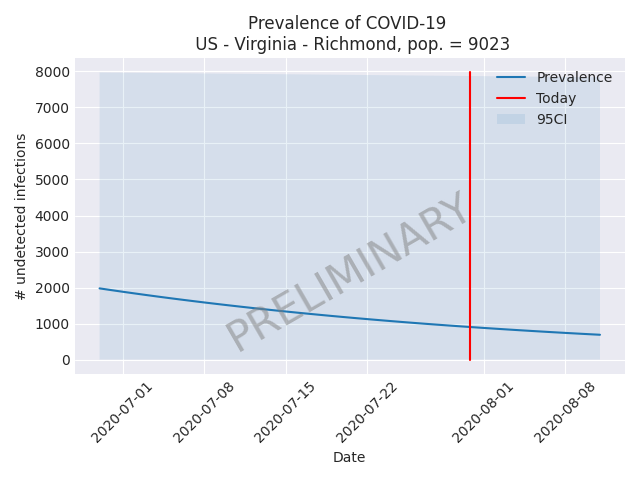 Prevalence of COVID-19
US - Virginia - Richmond, pop. = 9023
Prevalence
Today
95CI
8000
7000
6000
5000
4000
3000
2000
1000
0
# undetected infections
PRELIMINARY
2020-07-01
2020-07-08
2020-07-15
2020-07-22
2020-08-01
2020-08-08
Date